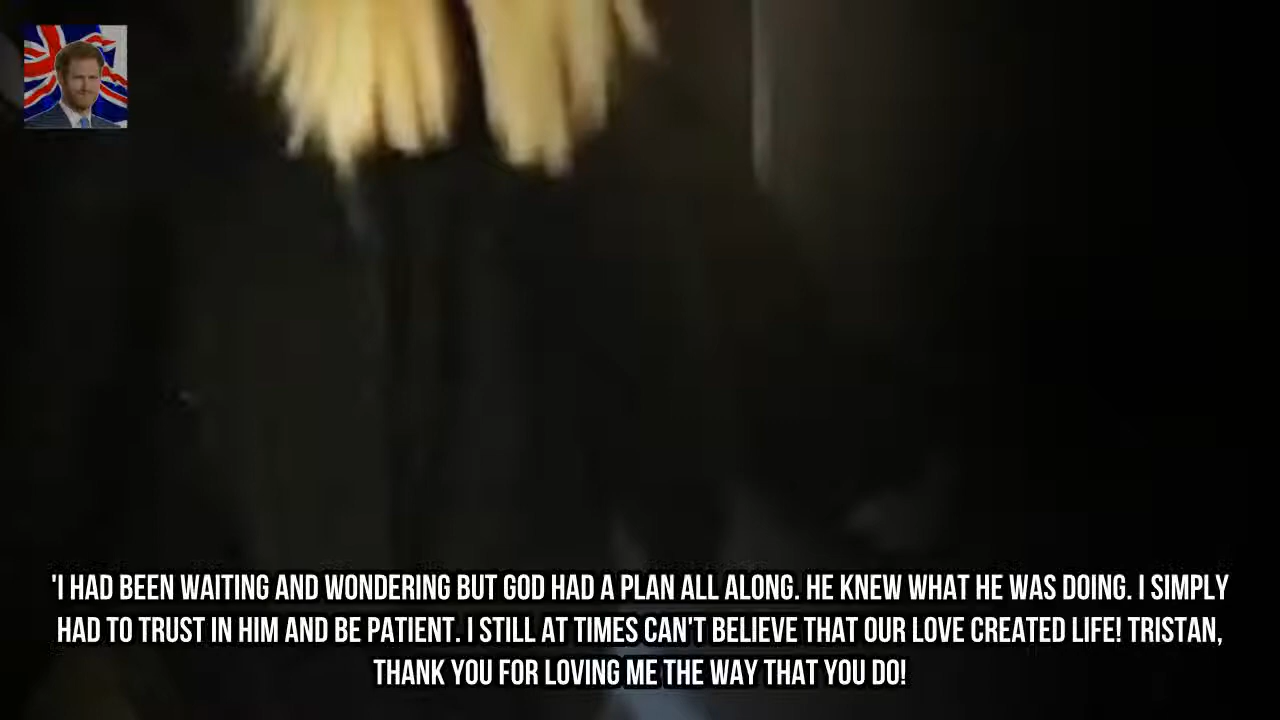 'I HAD BEEN WAITING AND WONDERING BUT GOD HAD A PLAN ALL ALONG. HE KNEW WHAT HE WAS DOING. I SIMPLY
HAD TO TRUST IN HIM AND BE PATIENT. I STILL AT TIMES CAN'T BELIEVE THAT OUR LOVE CREATED LIFE! TRISTAN,
THANK YOU FOR LOVING ME THE WAY THAT YOU DO!